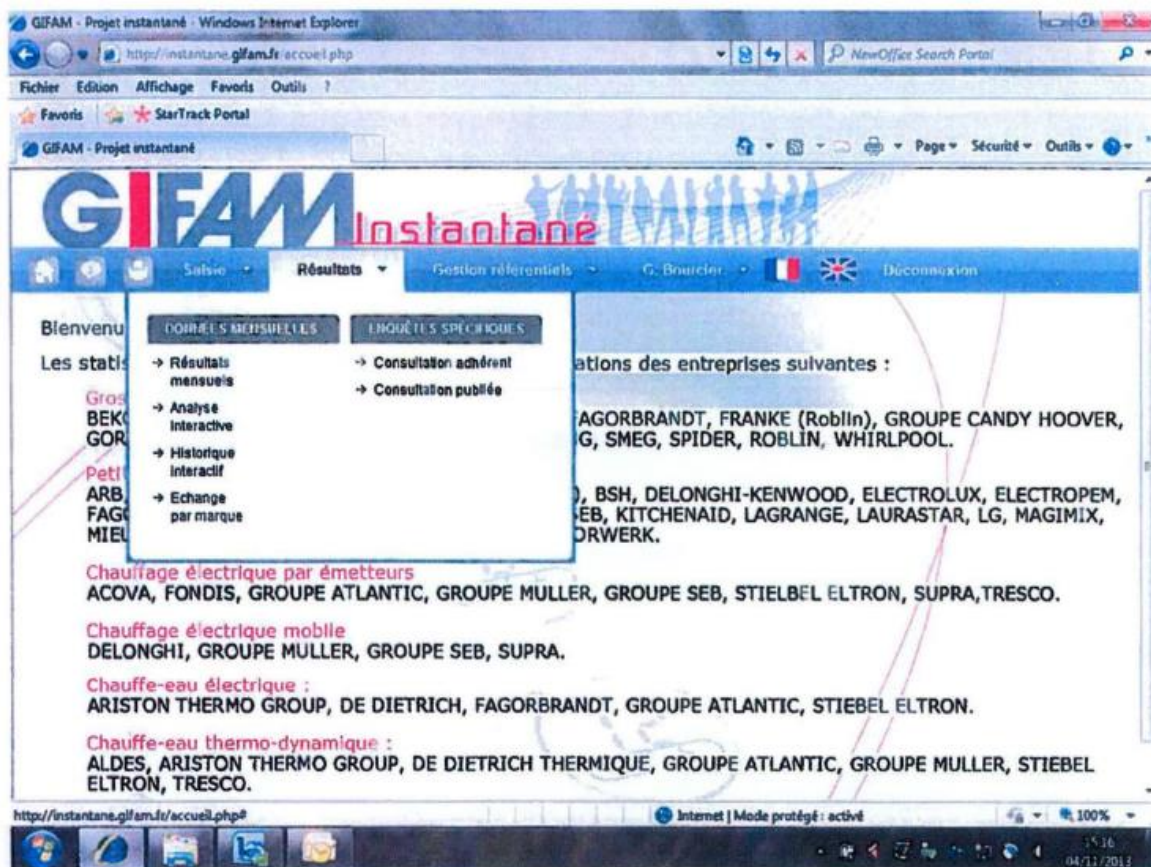 GIFAM - Projet instantané - Windows Internet Explorer
http://instantane.gifam.fr/accueil.php
NewOffice Search Portal
Fichier Edition Affichage Favoris Outils ?
Favoris StarTrack Portal
GIFAM - Projet instantané
Page Sécurité Outils
GIFAM Instantané
Saisie Résultats Gestion référentiels G. Bourcier Déconnexion
Bienvenu
DONNÉES MENSUELLES ENQUÊTES SPÉCIFIQUES
Les statis
→ Résultats mensuels
→ Consultation adhérent
ations des entreprises suivantes :
→ Consultation publiée
Gros
→ Analyse interactive
BEK
FAGORBRANDT, FRANKE (Roblin), GROUPE CANDY HOOVER,
GOR
G, SMEG, SPIDER, ROBLIN, WHIRLPOOL.
→ Historique interactif
Peti
ARB,
), BSH, DELONGHI-KENWOOD, ELECTROLUX, ELECTROPEM,
→ Echange par marque
FAG
EB, KITCHENAID, LAGRANGE, LAURASTAR, LG, MAGIMIX,
MIEL
ORWERK.
Chauffage électrique par émetteurs
ACOVA, FONDIS, GROUPE ATLANTIC, GROUPE MULLER, GROUPE SEB, STIELBEL ELTRON, SUPRA,TRESCO.
Chauffage électrique mobile
DELONGHI, GROUPE MULLER, GROUPE SEB, SUPRA.
Chauffe-eau électrique :
ARISTON THERMO GROUP, DE DIETRICH, FAGORBRANDT, GROUPE ATLANTIC, STIEBEL ELTRON.
Chauffe-eau thermo-dynamique :
ALDES, ARISTON THERMO GROUP, DE DIETRICH THERMIQUE, GROUPE ATLANTIC, GROUPE MULLER, STIEBEL
ELTRON, TRESCO.
http://instantane.gifam.fr/accueil.php#
Internet | Mode protégé : activé
100%
15:16
04/11/2013